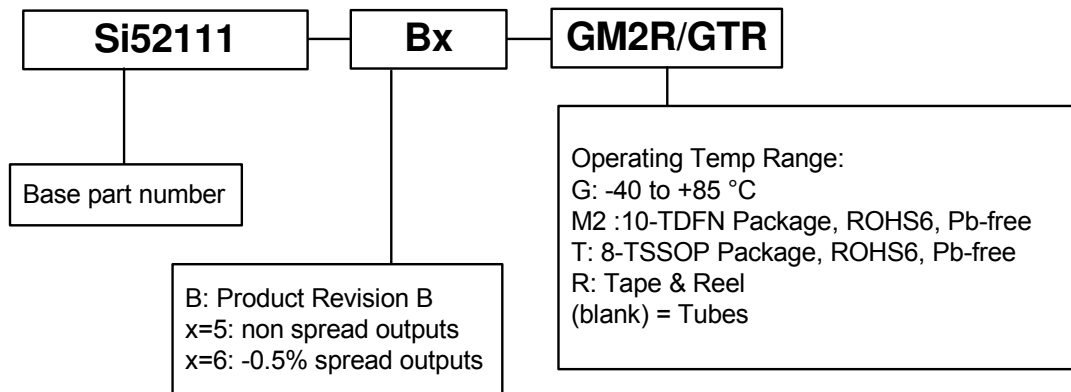 Si52111
Bx
GM2R/GTR
Base part number
B: Product Revision B
x=5: non spread outputs
x=6: -0.5% spread outputs
Operating Temp Range:
G: -40 to +85 °C
M2 :10-TDFN Package, ROHS6, Pb-free
T: 8-TSSOP Package, ROHS6, Pb-free
R: Tape & Reel
(blank) = Tubes